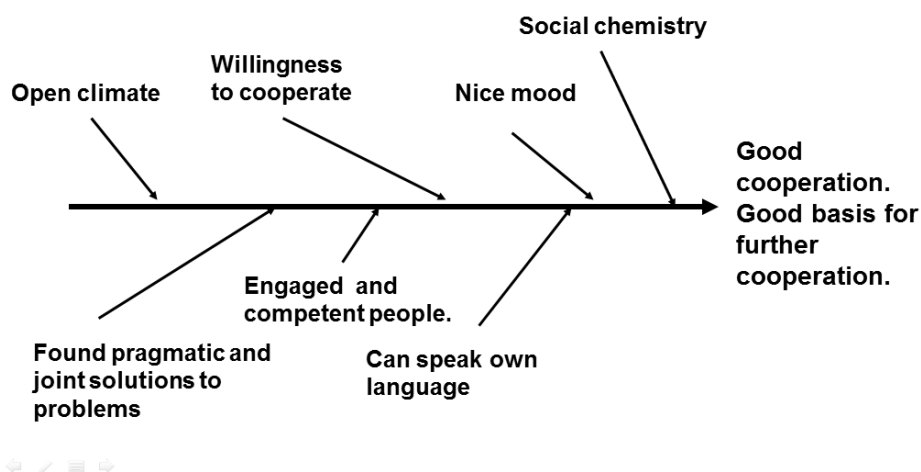 Social chemistry
Willingness
to cooperate
Open climate
Nice mood
Good
cooperation.
Good basis for
further
cooperation.
Engaged and
competent people.
Found pragmatic and
joint solutions to
problems
Can speak own
language